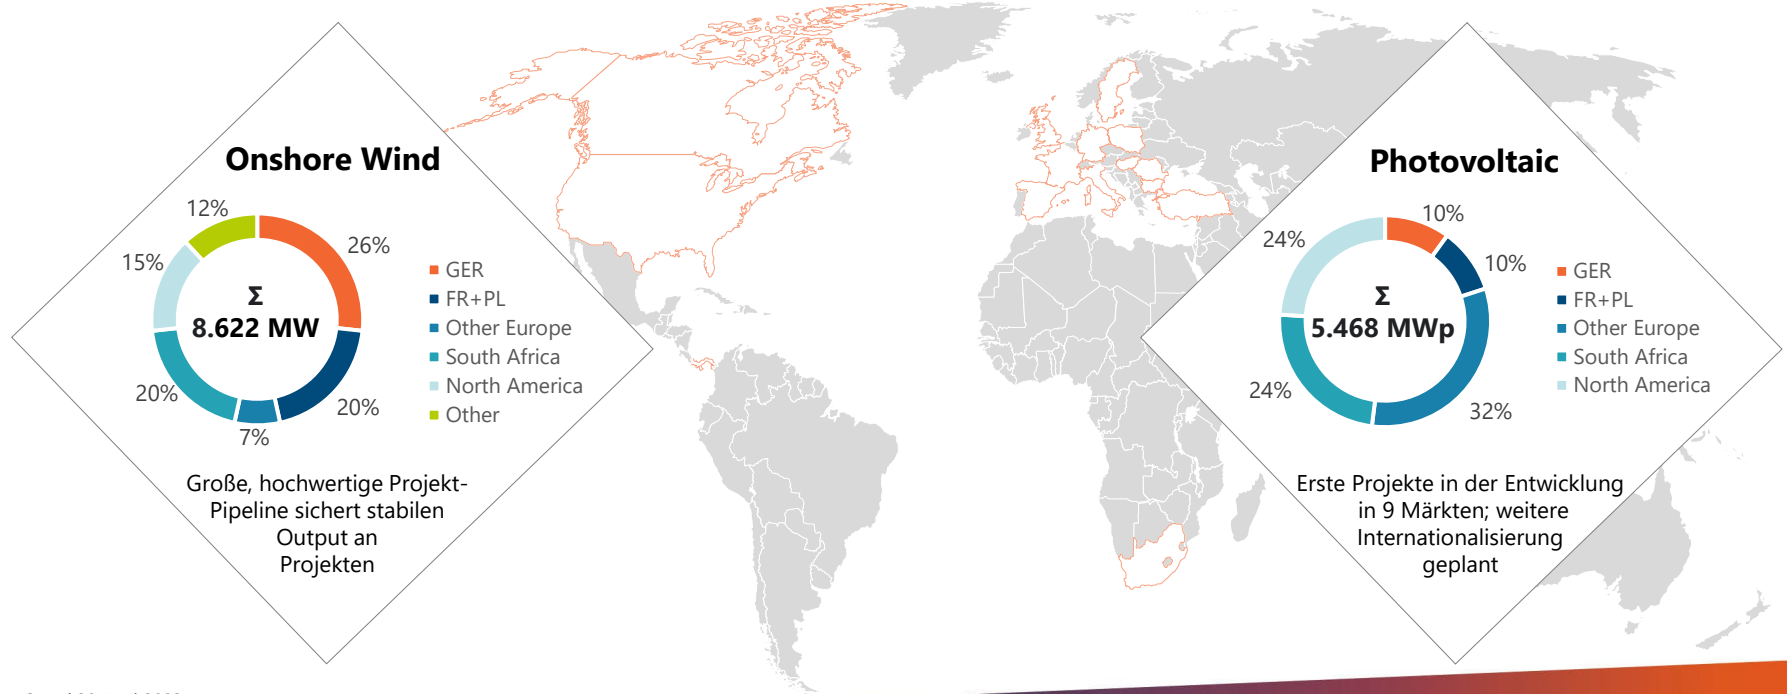 Onshore Wind
12%
26%
15%
Σ
8.622 MW
20%
20%
7%
GER
FR+PL
Other Europe
South Africa
North America
Other
Große, hochwertige Projekt-
Pipeline sichert stabilen
Output an
Projekten
Photovoltaic
10%
24%
10%
Σ
5.468 MWp
24%
32%
GER
FR+PL
Other Europe
South Africa
North America
Erste Projekte in der Entwicklung
in 9 Märkten; weitere
Internationalisierung
geplant